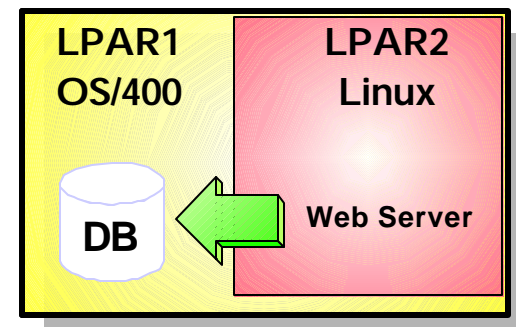 LPAR1
OS/400
DB
LPAR2
Linux
Web Server